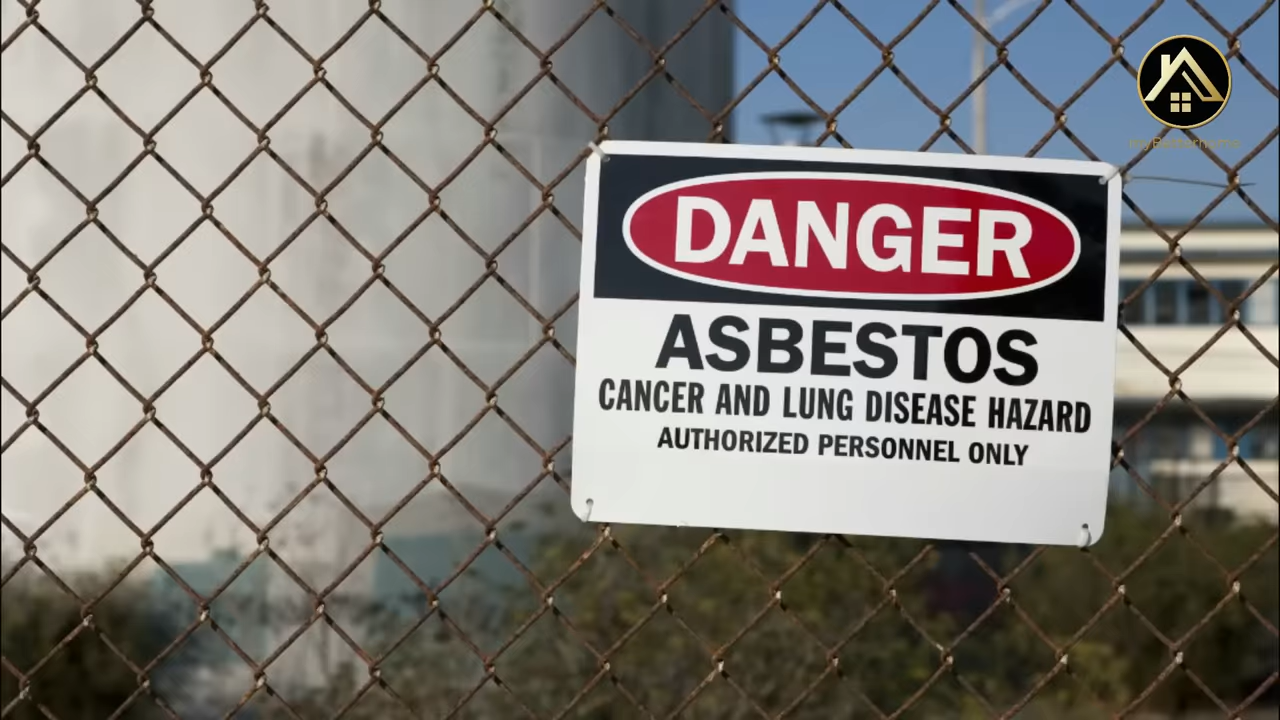 DANGER
ASBESTOS
CANCER AND LUNG DISEASE HAZARD
AUTHORIZED PERSONNEL ONLY